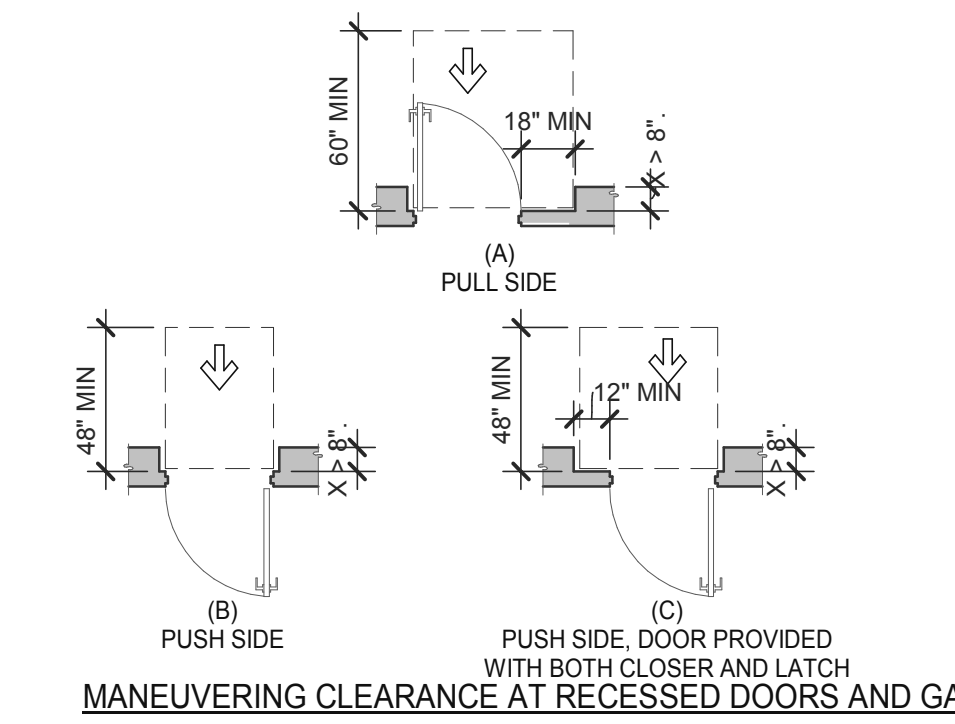 60" MIN
18" MIN
X > 8".
(A)
PULL SIDE
48" MIN
X > 8".
(B)
PUSH SIDE
48" MIN
12" MIN
X > 8".
(C)
PUSH SIDE, DOOR PROVIDED
WITH BOTH CLOSER AND LATCH
MANEUVERING CLEARANCE AT RECESSED DOORS AND GA